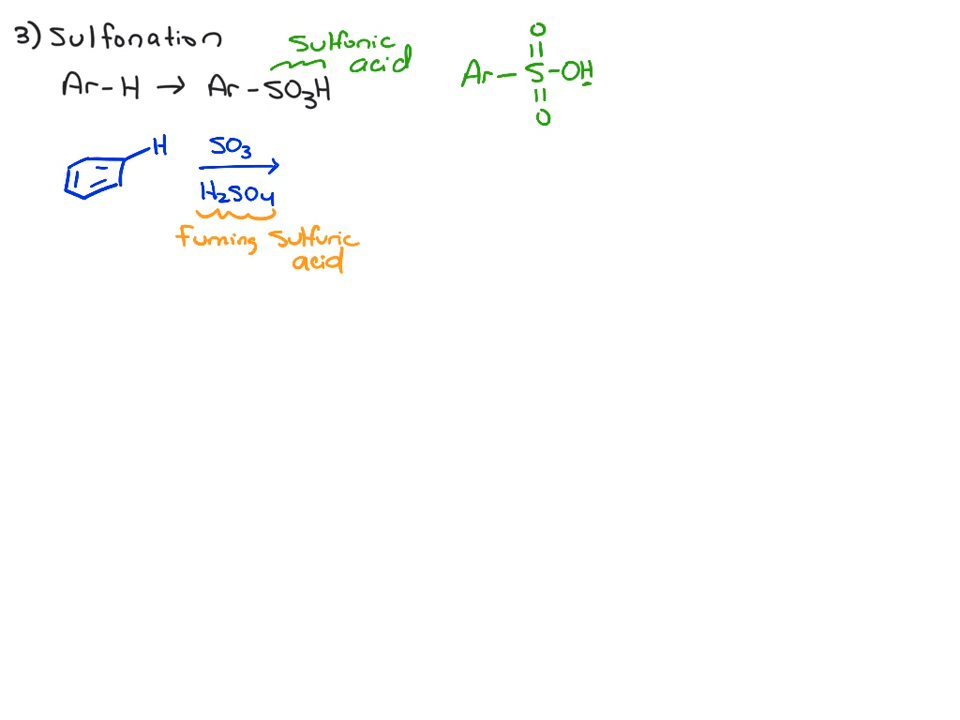 3) Sulfonation
sulfonic acid
Ar-H → Ar-SO3H
O
Ar-S-OH
O
H
SO3
H2SO4
fuming sulfuric
acid